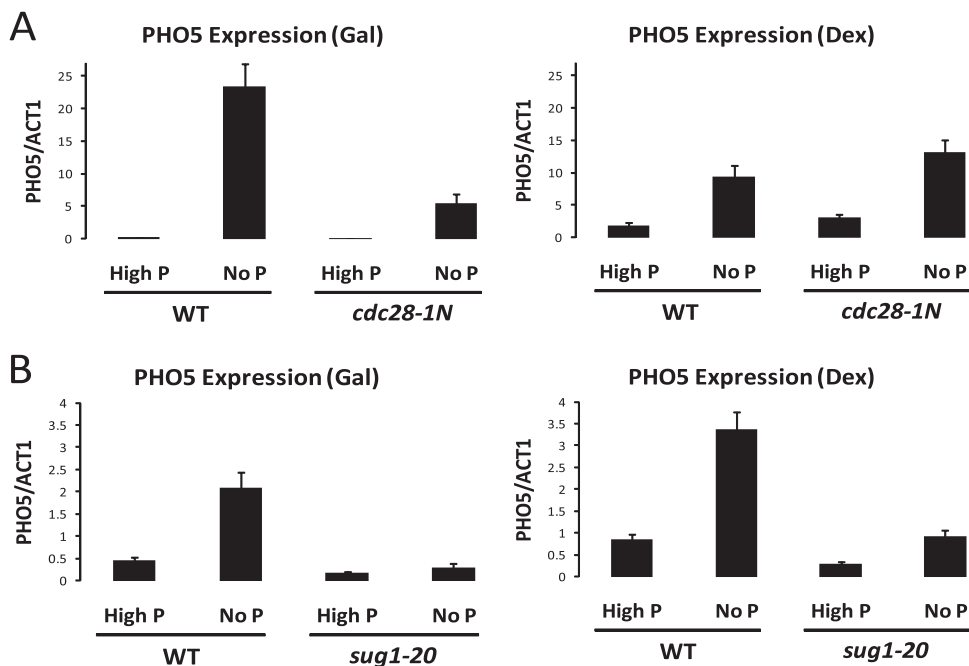 A
PHO5 Expression (Gal)
PHO5/ACT1
25
20
15
10
5
0
High P No P High P No P
WT cdc28-1N
PHO5 Expression (Dex)
PHO5/ACT1
25
20
15
10
5
0
High P No P High P No P
WT cdc28-1N
B
PHO5 Expression (Gal)
PHO5/ACT1
4
3.5
3
2.5
2
1.5
1
0.5
0
High P No P High P No P
WT sug1-20
PHO5 Expression (Dex)
PHO5/ACT1
4
3.5
3
2.5
2
1.5
1
0.5
0
High P No P High P No P
WT sug1-20